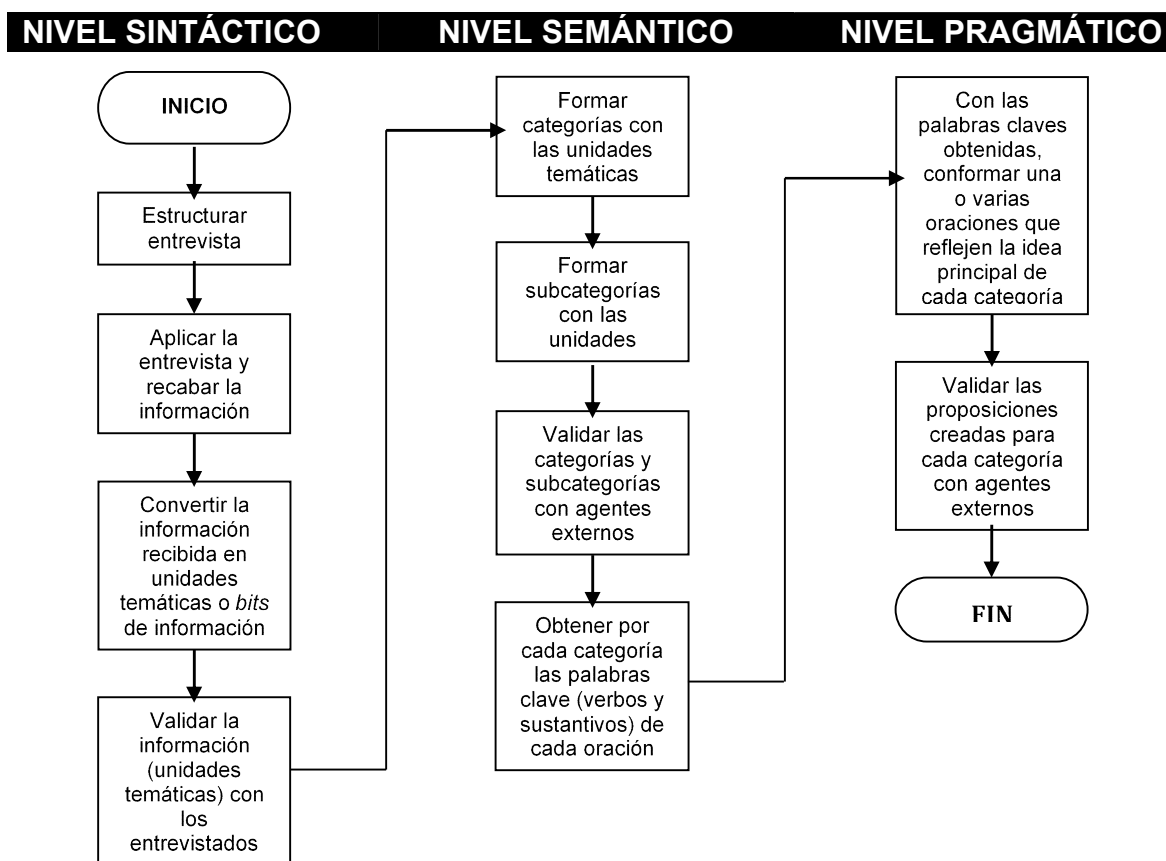 NIVEL SINTÁCTICO
NIVEL SEMÁNTICO
NIVEL PRAGMÁTICO
INICIO
Estructurar
entrevista
Aplicar la
entrevista y
recabar la
información
Convertir la
información
recibida en
unidades
temáticas o bits
de información
Validar la
información
(unidades
temáticas) con
los
entrevistados
Formar
categorías con
las unidades
temáticas
Formar
subcategorías
con las
unidades
Validar las
categorías y
subcategorías
con agentes
externos
Obtener por
cada categoría
las palabras
clave (verbos y
sustantivos) de
cada oración
Con las
palabras claves
obtenidas,
conformar una
o varias
oraciones que
reflejen la idea
principal de
cada categoría
Validar las
proposiciones
creadas para
cada categoría
con agentes
externos
FIN